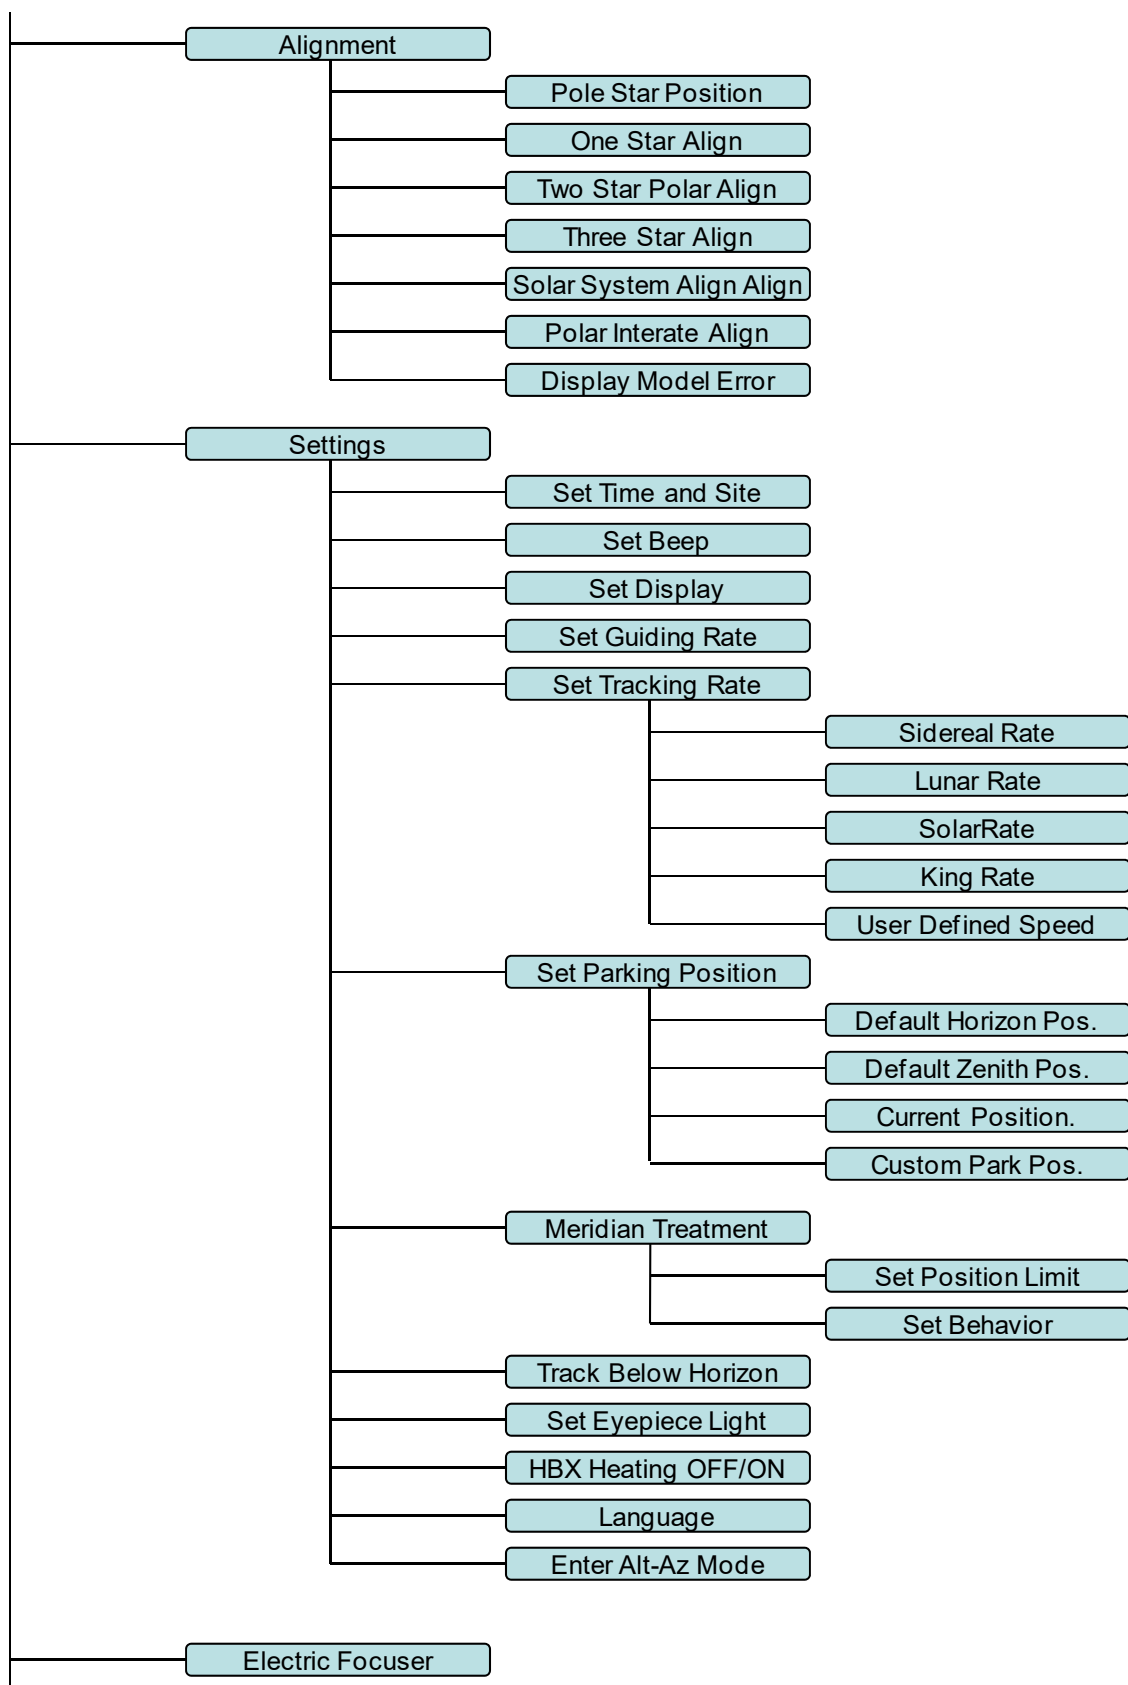 Alignment
Pole Star Position
One Star Align
Two Star Polar Align
Three Star Align
Solar System Align Align
Polar Interate Align
Display Model Error
Settings
Set Time and Site
Set Beep
Set Display
Set Guiding Rate
Set Tracking Rate
Sidereal Rate
Lunar Rate
SolarRate
King Rate
User Defined Speed
Set Parking Position
Default Horizon Pos.
Default Zenith Pos.
Current Position.
Custom Park Pos.
Meridian Treatment
Set Position Limit
Set Behavior
Track Below Horizon
Set Eyepiece Light
HBX Heating OFF/ON
Language
Enter Alt-Az Mode
Electric Focuser